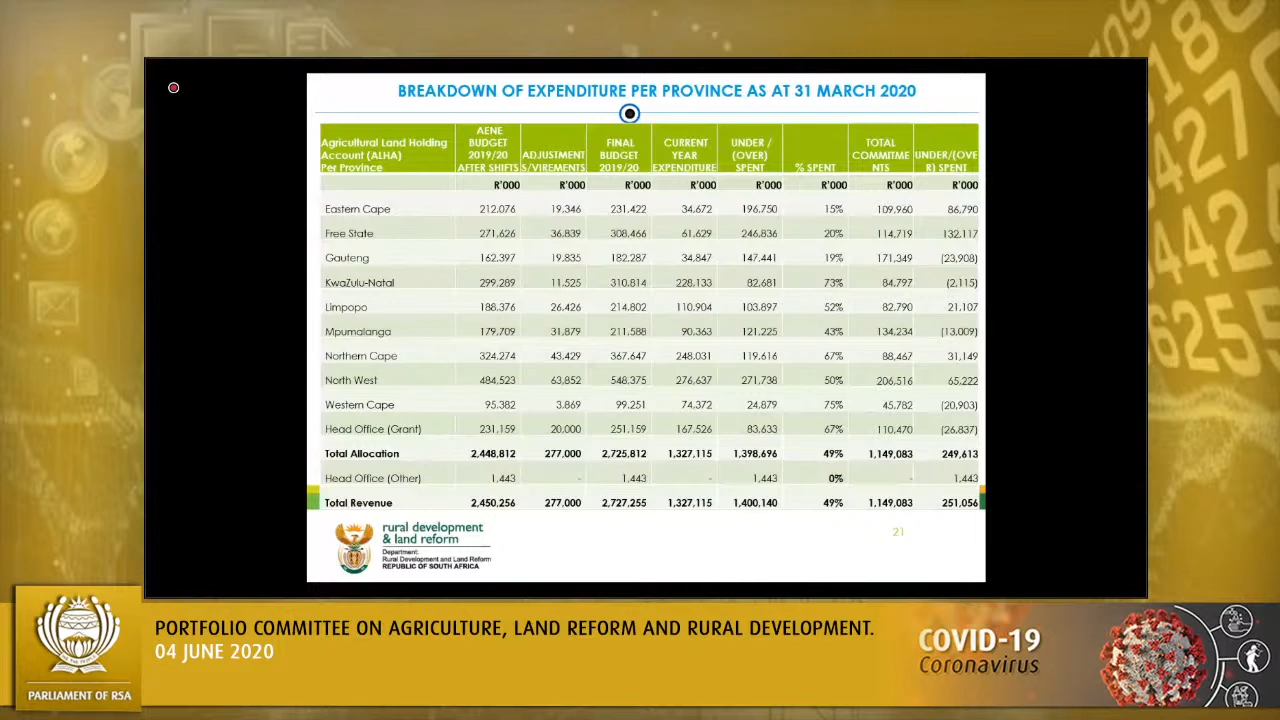 BREAKDOWN OF EXPENDITURE PER PROVINCE AS AT 31 MARCH 2020
Agricultural Land Holding Account (ALHA) Per Province AENE BUDGET 2019/20 AFTER SHIFTS ADJUSTMENTS/VIREMENTS FINAL BUDGET 2019/20 CURRENT YEAR EXPENDITURE UNDER / (OVER) SPENT % SPENT TOTAL COMMITMENTS UNDER/(OVER) SPENT
R'000 R'000 R'000 R'000 R'000 R'000 R'000 R'000
Eastern Cape 212,076 19,346 231,422 34,672 196,750 15% 109,960 86,790
Free State 271,626 36,839 308,466 61,629 246,836 20% 114,719 132,117
Gauteng 162,397 19,835 182,287 34,847 147,441 19% 171,349 (23,908)
KwaZulu-Natal 299,289 11,525 310,814 228,133 82,681 73% 84,797 (2,115)
Limpopo 188,376 26,426 214,802 110,904 103,897 52% 82,790 21,107
Mpumalanga 179,709 31,879 211,588 90,363 121,225 43% 134,234 (13,009)
Northern Cape 324,274 43,429 367,647 248,031 119,616 67% 88,467 31,149
North West 484,523 63,852 548,375 276,637 271,738 50% 206,516 65,222
Western Cape 95,382 3,869 99,251 74,372 24,879 75% 45,782 (20,903)
Head Office (Grant) 231,159 20,000 251,159 167,526 83,633 67% 110,470 (26,837)
Total Allocation 2,448,812 277,000 2,725,812 1,327,115 1,398,696 49% 1,149,083 249,613
Head Office (Other) 1,443 - 1,443 - 1,443 0% - 1,443
Total Revenue 2,450,256 277,000 2,727,255 1,327,115 1,400,140 49% 1,149,083 251,056
rural development
& land reform
Department:
Rural Development and Land Reform
REPUBLIC OF SOUTH AFRICA
21
PORTFOLIO COMMITTEE ON AGRICULTURE, LAND REFORM AND RURAL DEVELOPMENT.
04 JUNE 2020
PARLIAMENT OF RSA
COVID-19
Coronavirus